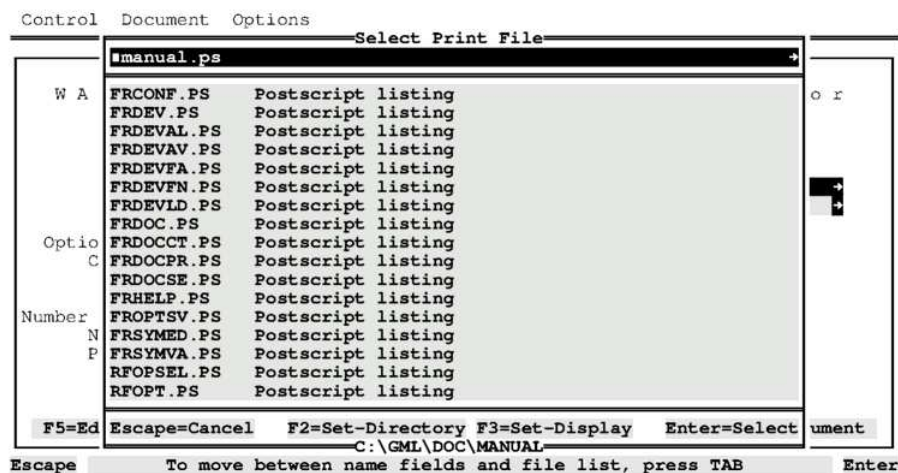 Control Document Options
Select Print File
manual.ps
W A o r
FRCONF.PS Postscript listing
FRDEV.PS Postscript listing
FRDEVAL.PS Postscript listing
FRDEVAV.PS Postscript listing
FRDEVFA.PS Postscript listing
FRDEVFN.PS Postscript listing
FRDEVLD.PS Postscript listing
FRDOC.PS Postscript listing
Optio FRDOCCT.PS Postscript listing
C FRDOCPR.PS Postscript listing
FRDOCSE.PS Postscript listing
FRHELP.PS Postscript listing
Number FROPTSV.PS Postscript listing
N FRSYMED.PS Postscript listing
P FRSYMVA.PS Postscript listing
RFOPSEL.PS Postscript listing
RFOPT.PS Postscript listing
F5=Ed Escape=Cancel F2=Set-Directory F3=Set-Display Enter=Select ument
C:\GML\DOC\MANUAL
Escape To move between name fields and file list, press TAB Enter